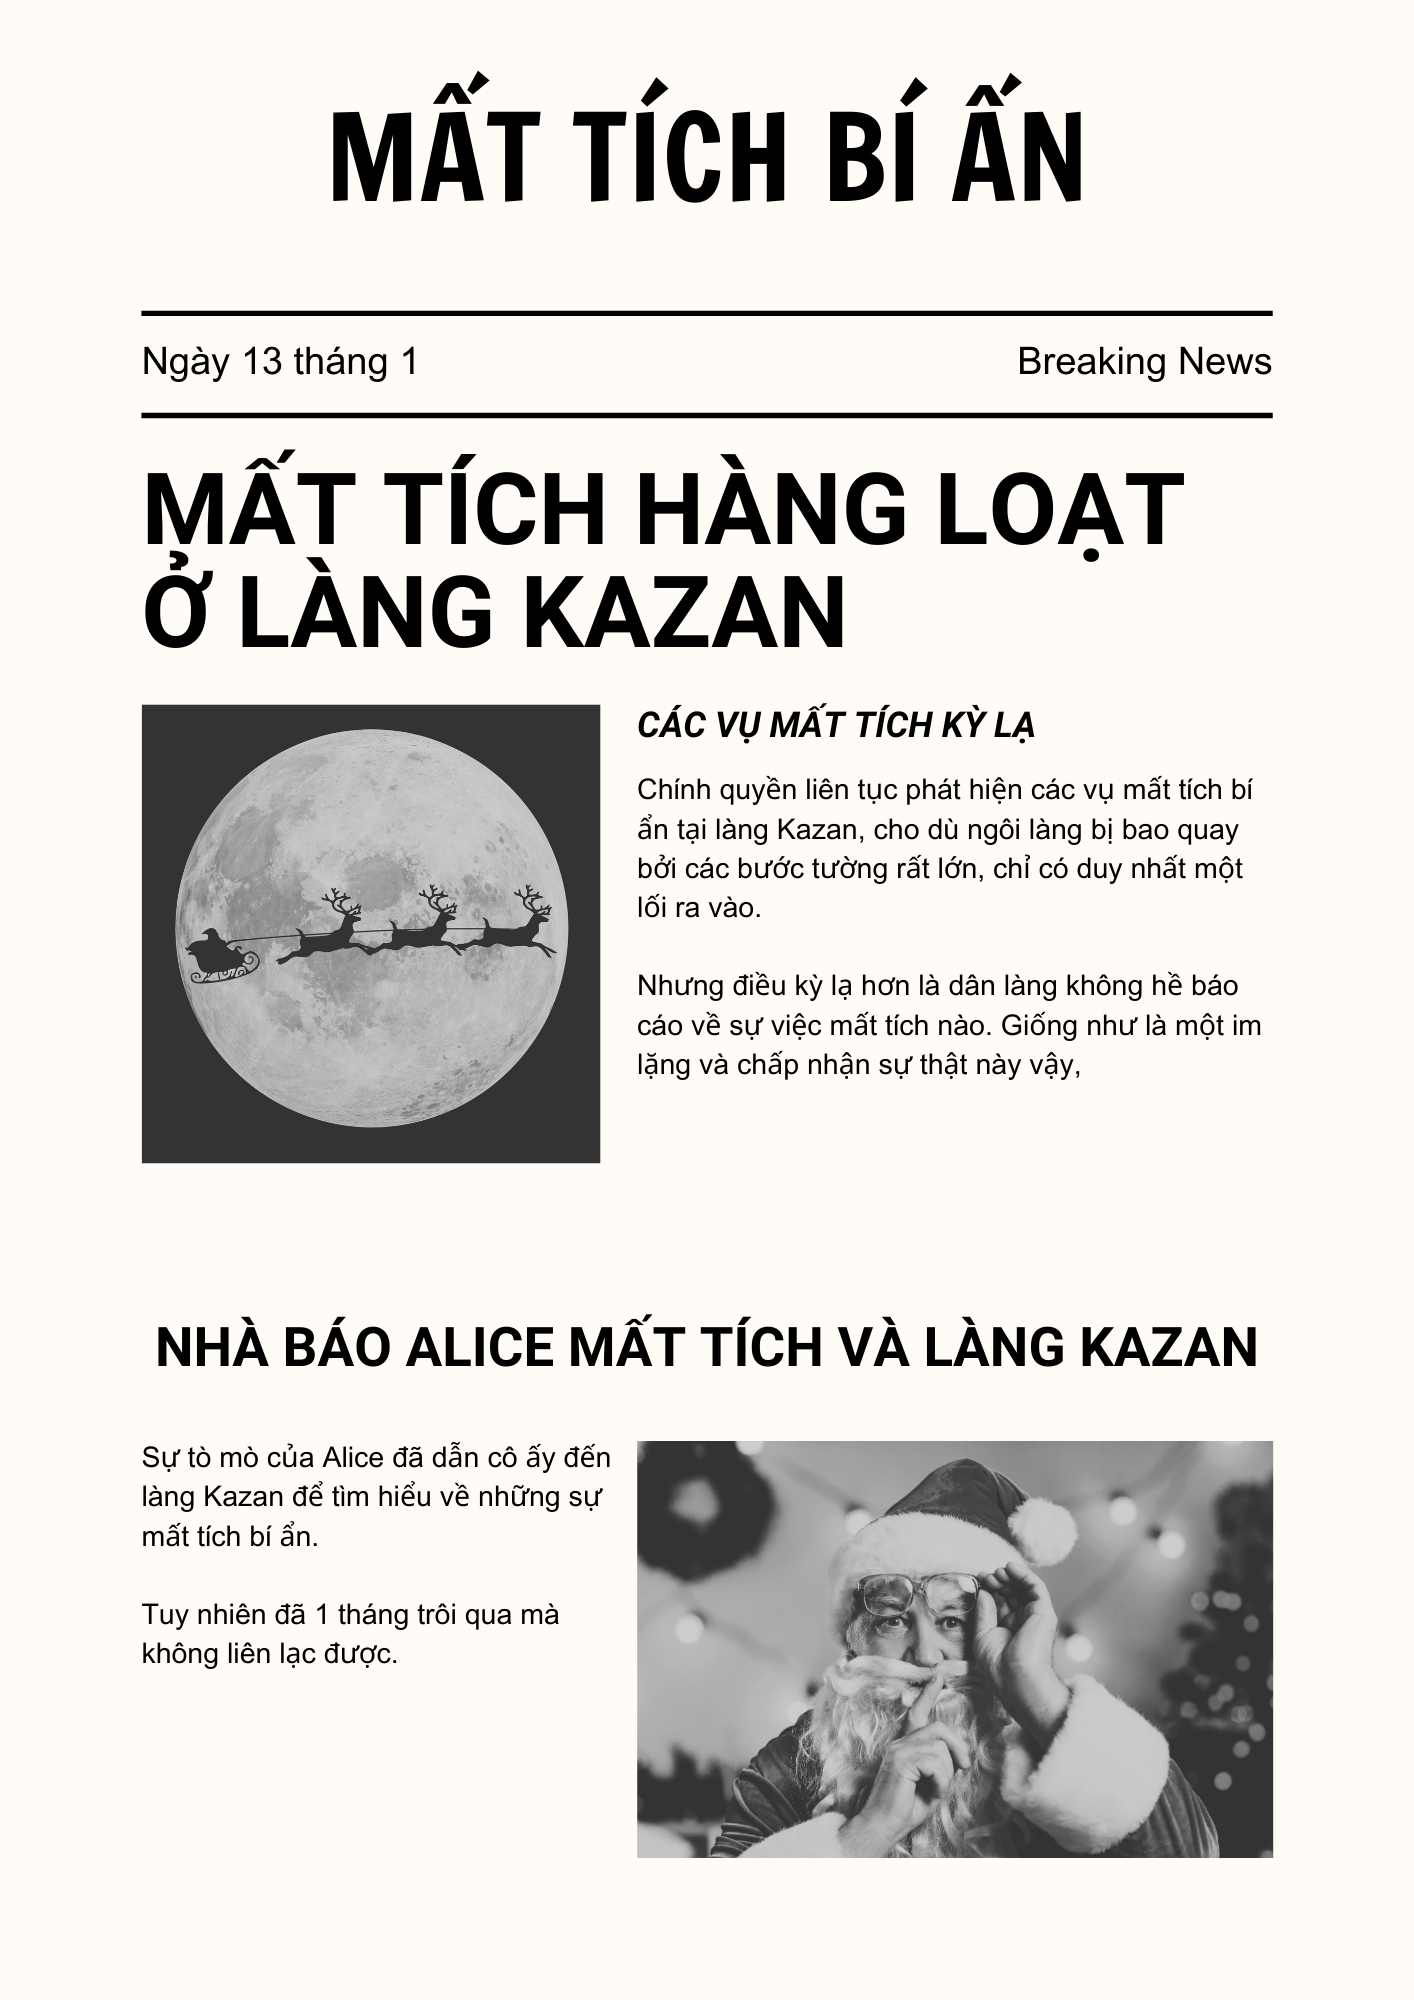 MẤT TÍCH BÍ ẤN
Ngày 13 tháng 1
Breaking News
MẤT TÍCH HÀNG LOẠT
Ở LÀNG KAZAN
CÁC VỤ MẤT TÍCH KỲ LẠ
Chính quyền liên tục phát hiện các vụ mất tích bí
ẩn tại làng Kazan, cho dù ngôi làng bị bao quay
bởi các bước tường rất lớn, chỉ có duy nhất một
lối ra vào.
Nhưng điều kỳ lạ hơn là dân làng không hề báo
cáo về sự việc mất tích nào. Giống như là một im
lặng và chấp nhận sự thật này vậy,
NHÀ BÁO ALICE MẤT TÍCH VÀ LÀNG KAZAN
Sự tò mò của Alice đã dẫn cô ấy đến
làng Kazan để tìm hiểu về những sự
mất tích bí ẩn.
Tuy nhiên đã 1 tháng trôi qua mà
không liên lạc được.